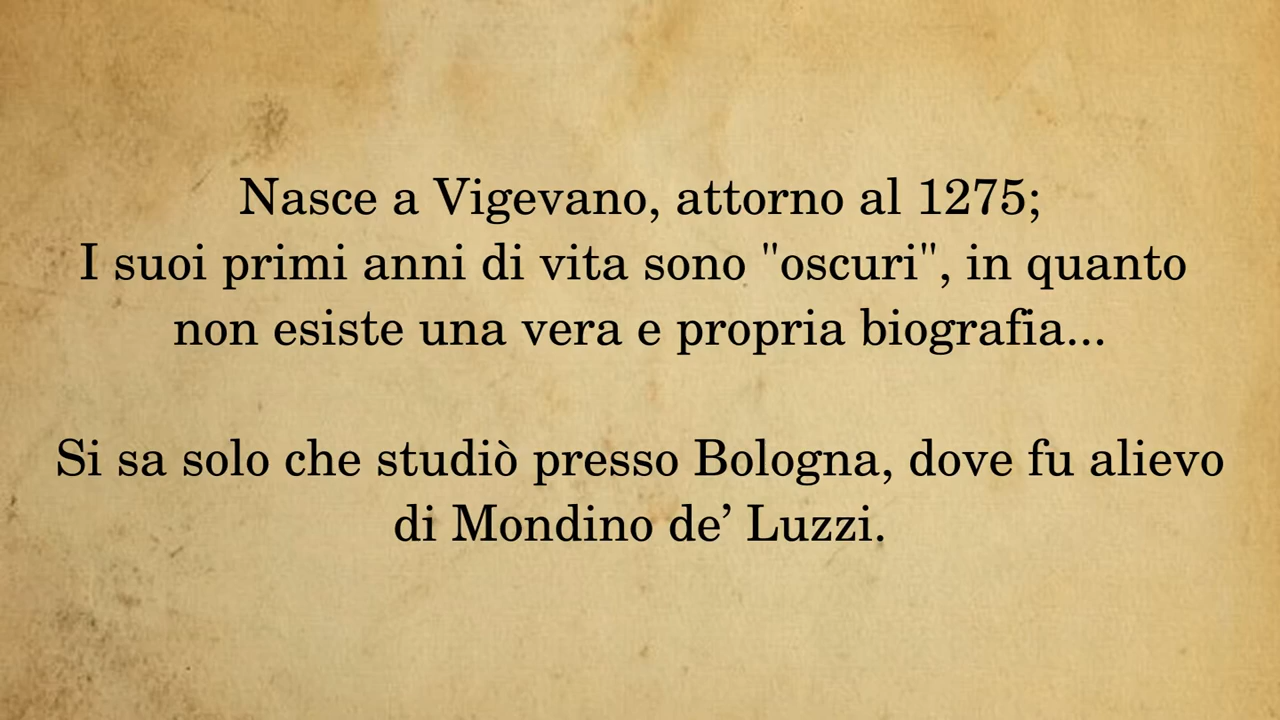 Nasce a Vigevano, attorno al 1275;
I suoi primi anni di vita sono "oscuri", in quanto
non esiste una vera e propria biografia...
Si sa solo che studiò presso Bologna, dove fu alievo
di Mondino de’ Luzzi.